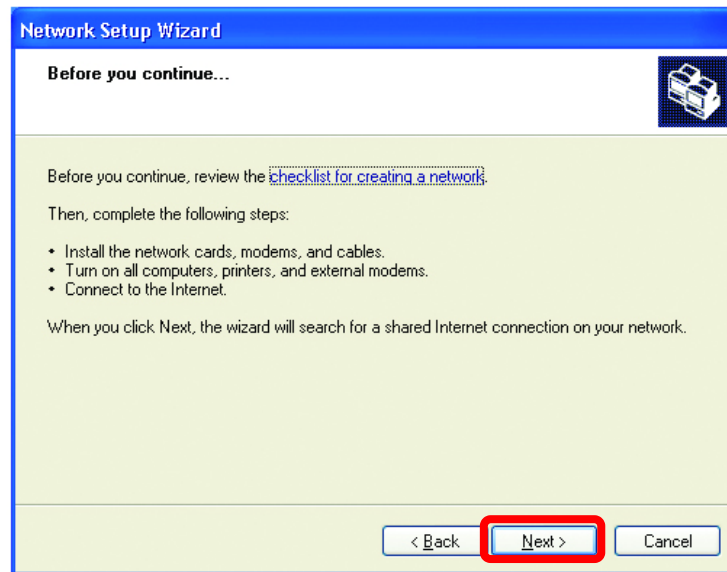 Network Setup Wizard
Before you continue...
Before you continue, review the checklist for creating a network.
Then, complete the following steps:
• Install the network cards, modems, and cables.
• Turn on all computers, printers, and external modems.
• Connect to the Internet.
When you click Next, the wizard will search for a shared Internet connection on your network.
< Back Next > Cancel